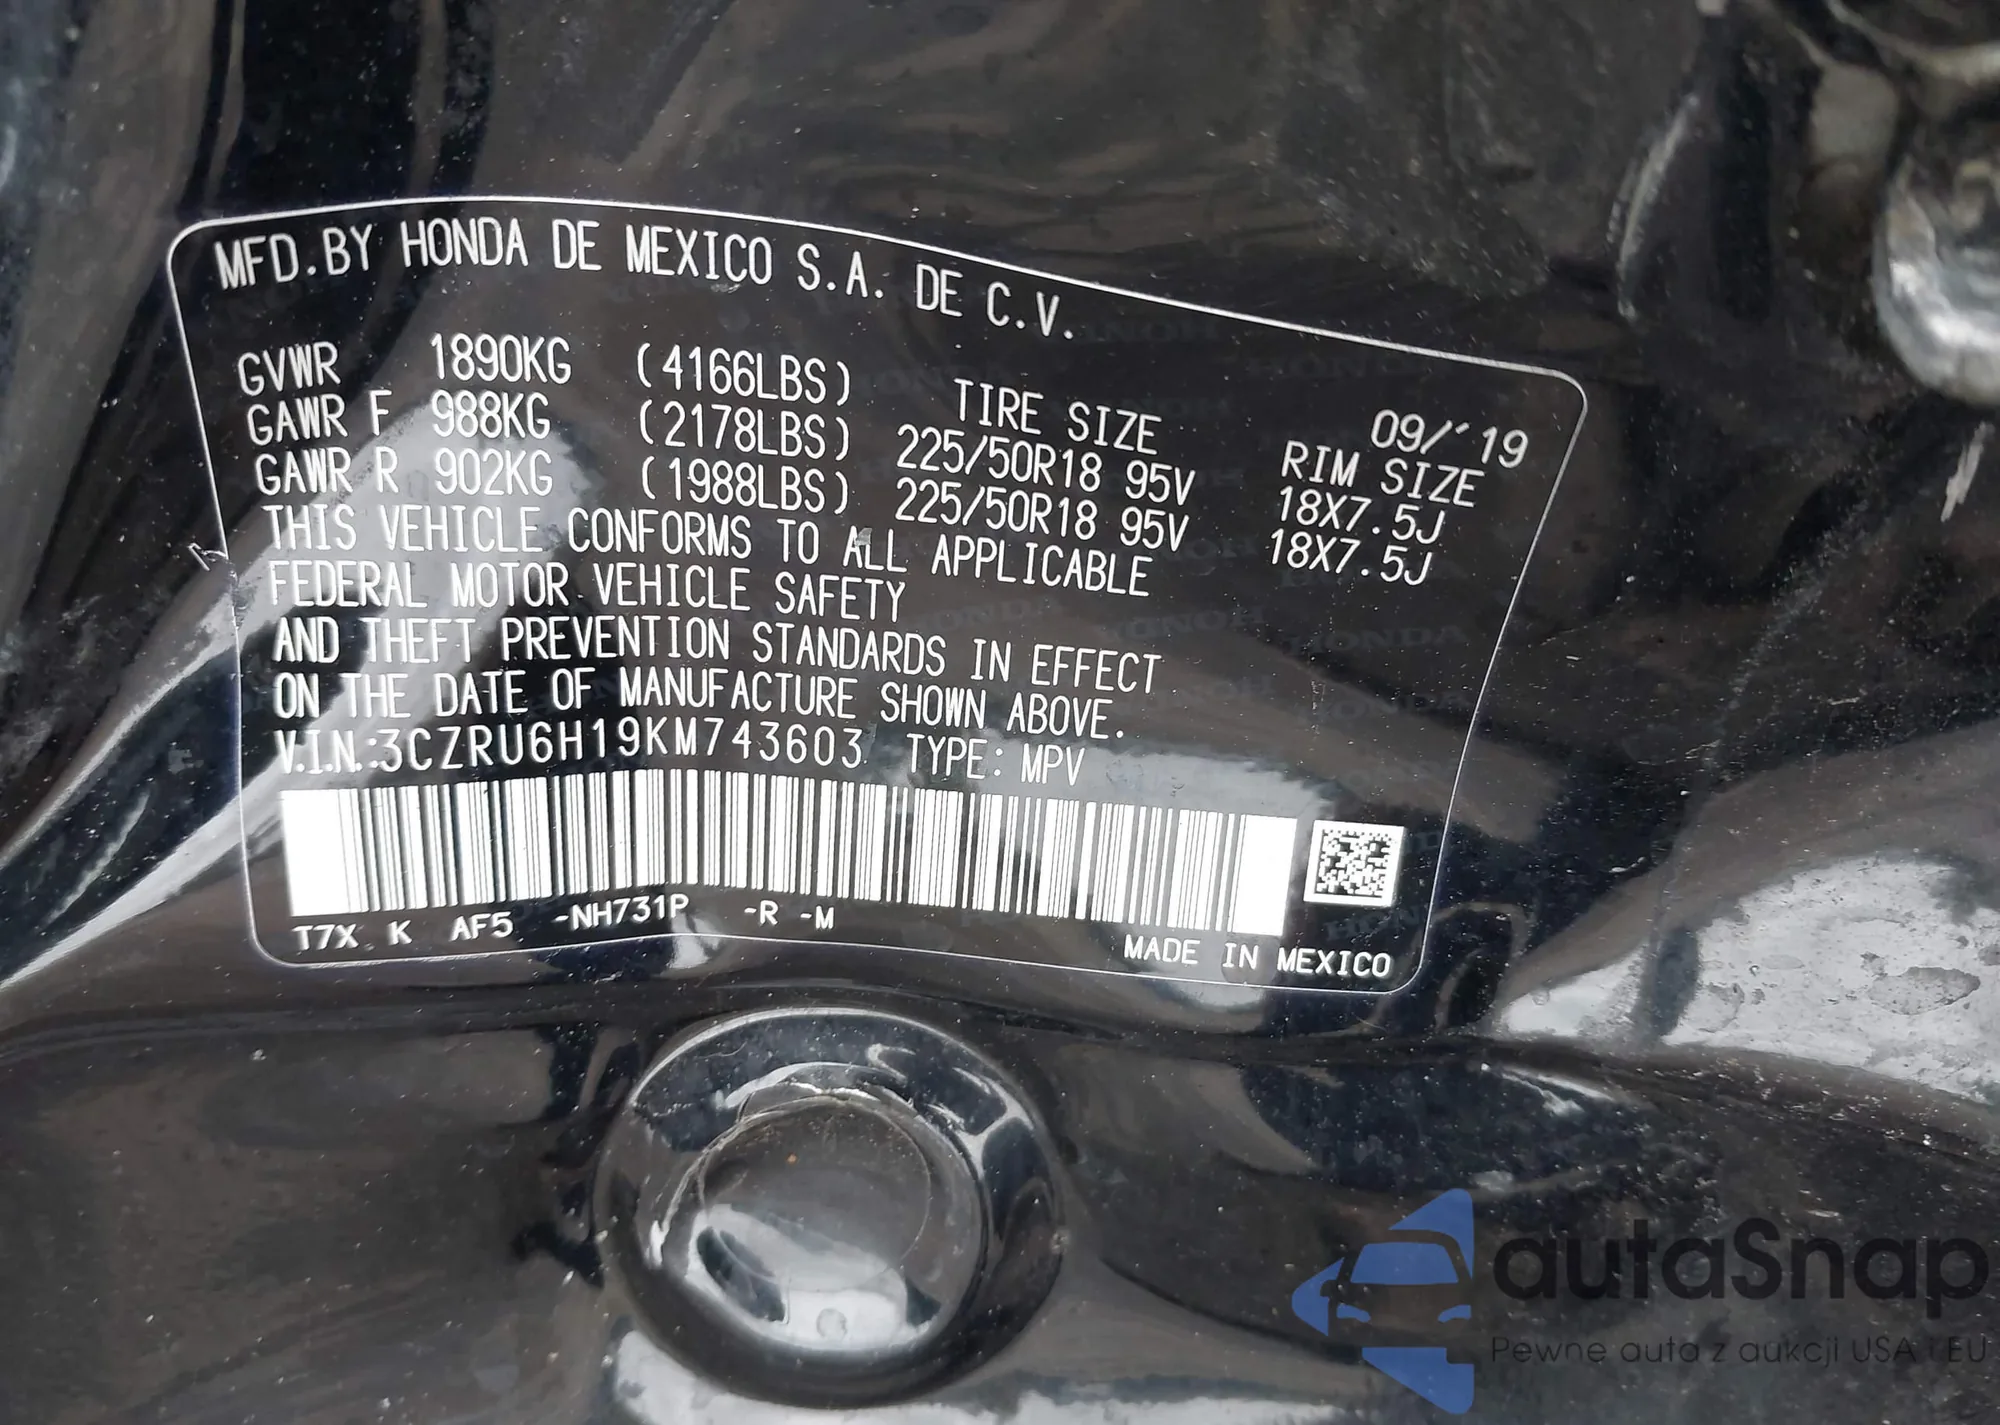 MFD.BY HONDA DE MEXICO S.A. DE C.V.
09/´19
GVWR 1890KG (4166LBS) TIRE SIZE RIM SIZE
GAWR F 988KG (2178LBS) 225/50R18 95V 18X7.5J
GAWR R 902KG (1988LBS) 225/50R18 95V 18X7.5J
THIS VEHICLE CONFORMS TO ALL APPLICABLE
FEDERAL MOTOR VEHICLE SAFETY
AND THEFT PREVENTION STANDARDS IN EFFECT
ON THE DATE OF MANUFACTURE SHOWN ABOVE.
V.I.N.:3CZRU6H19KM743603 TYPE: MPV
T7X K AF5 -NH731P -R -M
MADE IN MEXICO
autaSnap
Pewne auta z aukcji USA i EU